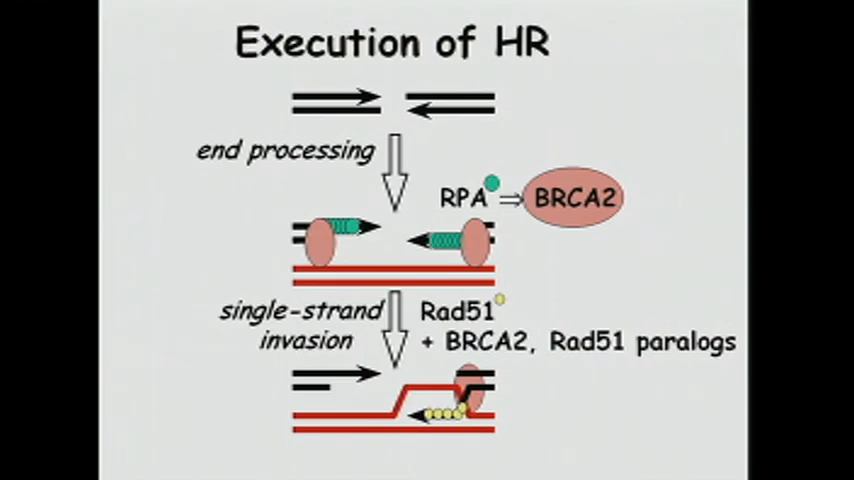 Execution of HR
end processing
RPA ⇒ BRCA2
single-strand invasion
Rad51
+ BRCA2, Rad51 paralogs